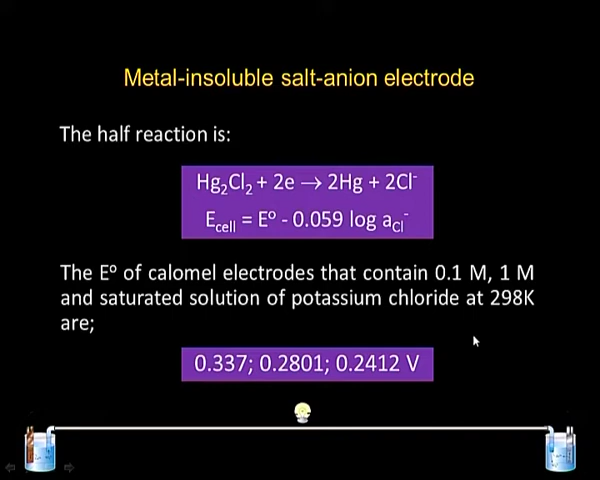 Metal-insoluble salt-anion electrode
The half reaction is:
Hg₂Cl₂ + 2e → 2Hg + 2Cl⁻
E_cell = Eº - 0.059 log a_Cl⁻
The Eº of calomel electrodes that contain 0.1 M, 1 M
and saturated solution of potassium chloride at 298K
are;
0.337; 0.2801; 0.2412 V